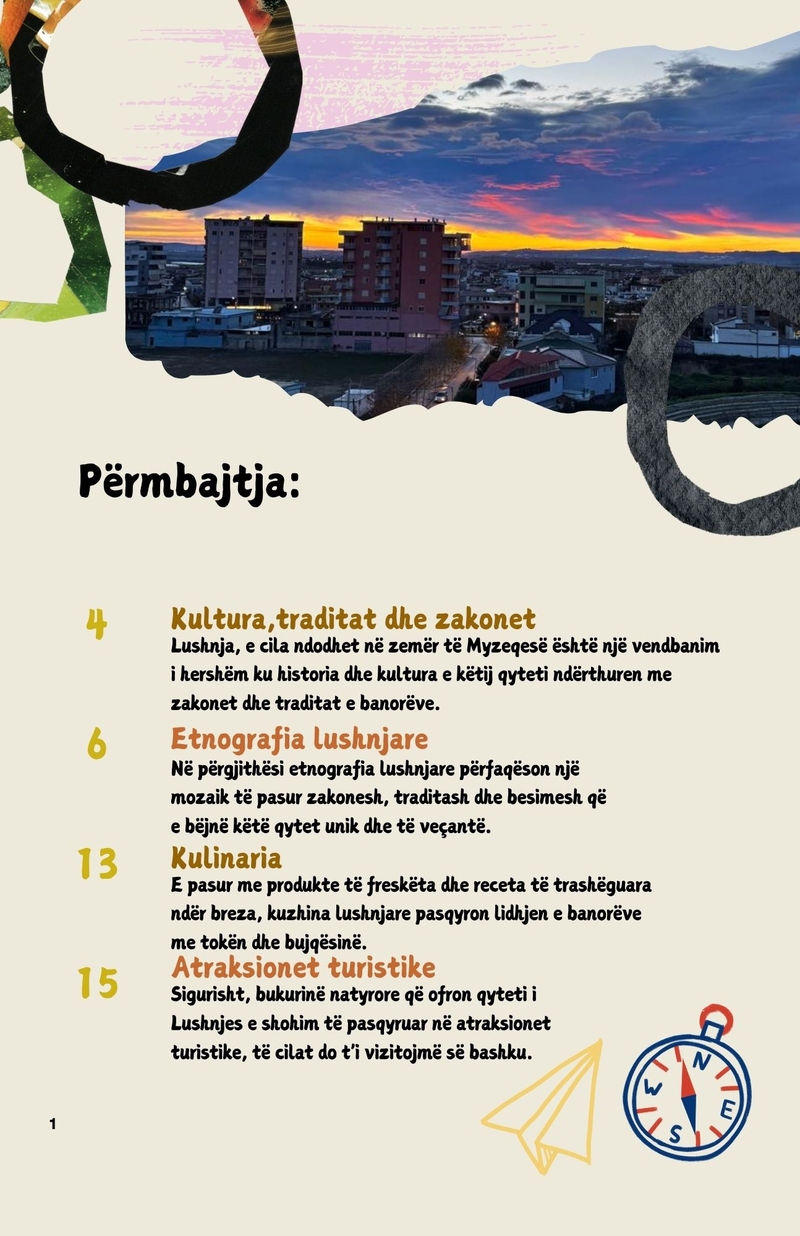 Përmbajtja:
4
Kultura,traditat dhe zakonet
Lushnja, e cila ndodhet në zemër të Myzeqesë është një vendbanim
i hershëm ku historia dhe kultura e këtij qyteti ndërthuren me
zakonet dhe traditat e banorëve.
6
Etnografia lushnjare
Në përgjithësi etnografia lushnjare përfaqëson një
mozaik të pasur zakonesh, traditash dhe besimesh që
e bëjnë këtë qytet unik dhe të veçantë.
13
Kulinaria
E pasur me produkte të freskëta dhe receta të trashëguara
ndër breza, kuzhina lushnjare pasqyron lidhjen e banorëve
me tokën dhe bujqësinë.
15
Atraksionet turistike
Sigurisht, bukurinë natyrore që ofron qyteti i
Lushnjes e shohim të pasqyruar në atraksionet
turistike, të cilat do t'i vizitojmë së bashku.
N
W
E
S
1